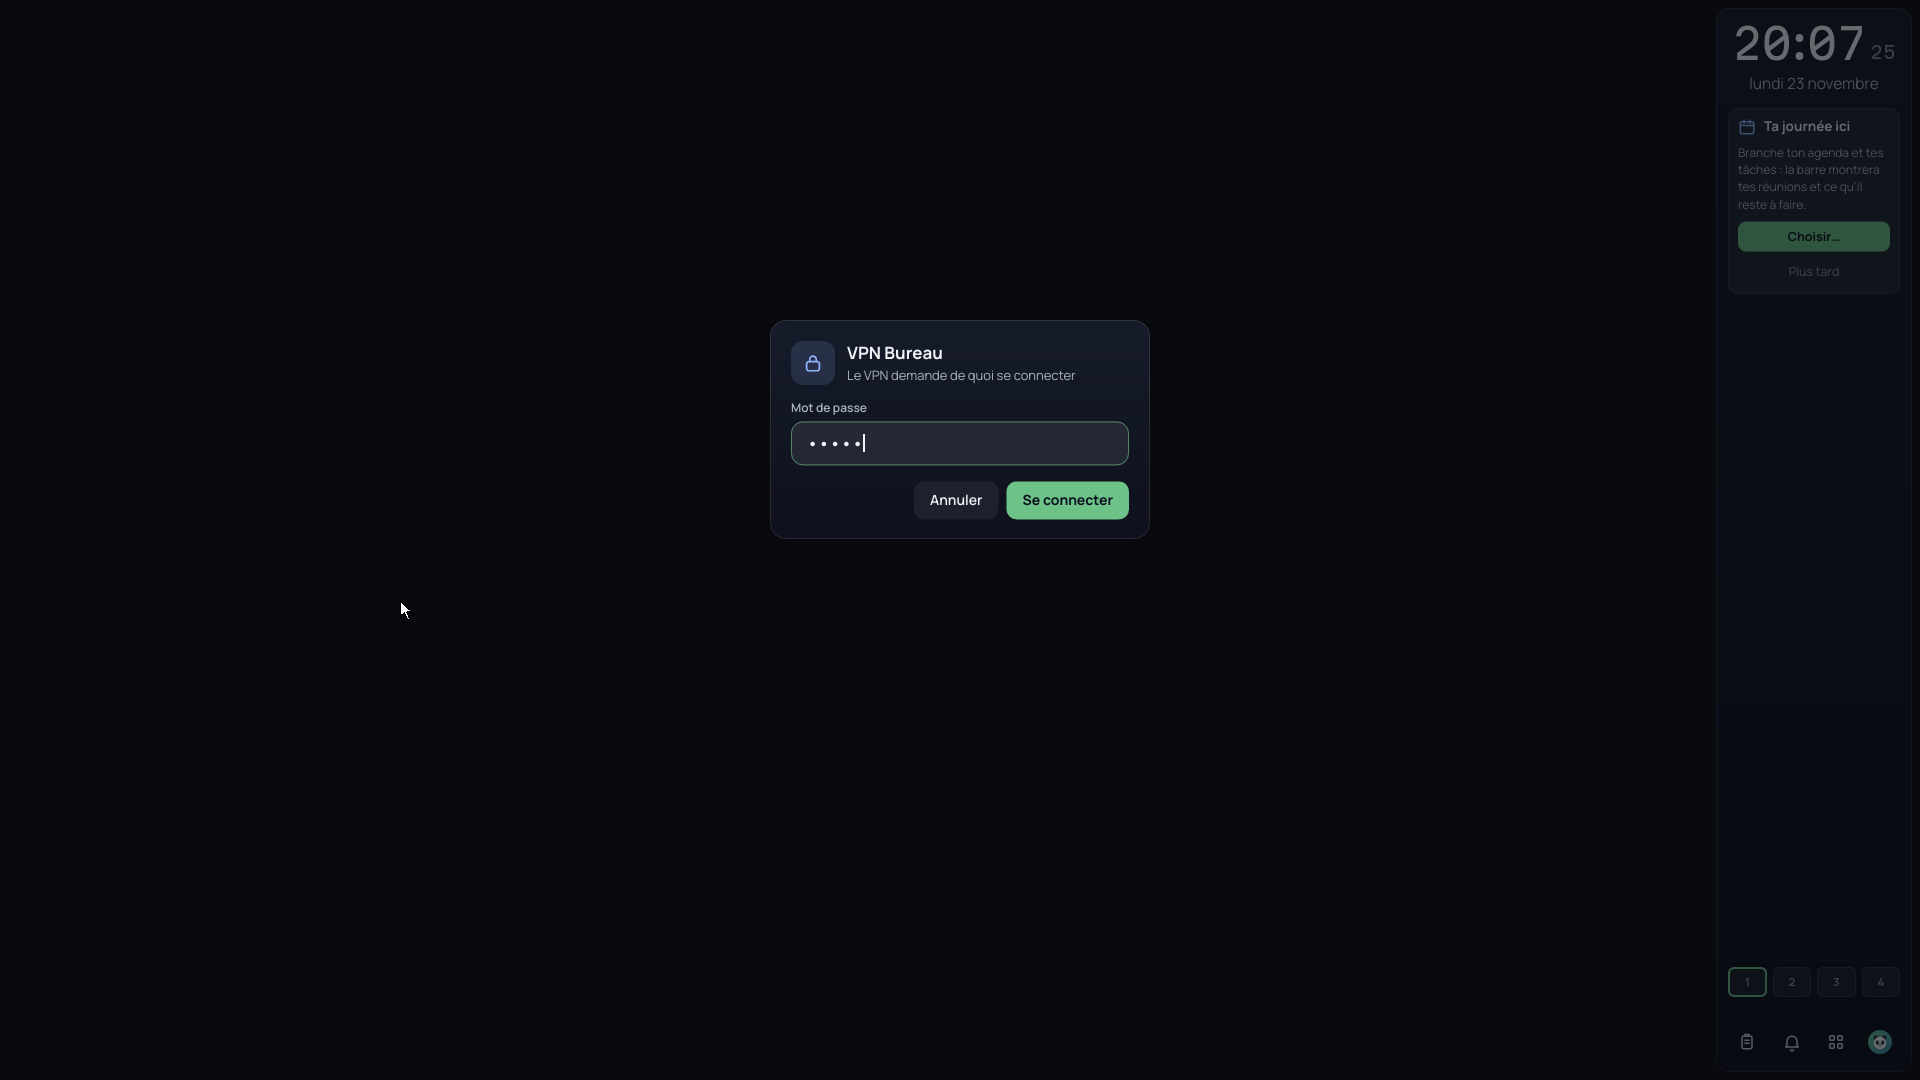 20:07 25
lundi 23 novembre
Ta journée ici
Branche ton agenda et tes
tâches : la barre montrera
tes réunions et ce qu'il
reste à faire.
Choisir…
Plus tard
VPN Bureau
Le VPN demande de quoi se connecter
Mot de passe
•••••
Annuler
Se connecter
1 2 3 4